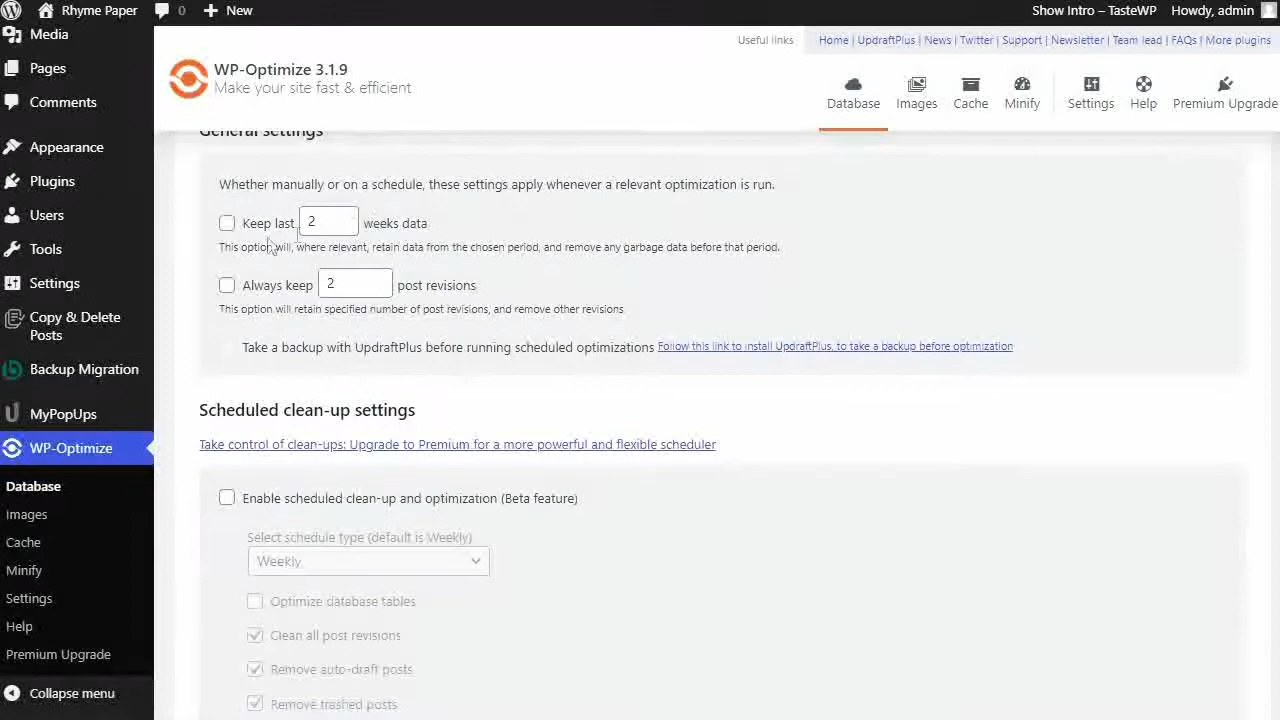 Rhyme Paper
0
New
Show Intro – TasteWP
Howdy, admin
Media
Pages
Comments
Appearance
Plugins
Users
Tools
Settings
Copy & Delete
Posts
Backup Migration
MyPopUps
WP-Optimize
Database
Images
Cache
Minify
Settings
Help
Premium Upgrade
Collapse menu
WP-Optimize 3.1.9
Make your site fast & efficient
Useful links
Home | UpdraftPlus | News | Twitter | Support | Newsletter | Team lead | FAQs | More plugins
Database
Images
Cache
Minify
Settings
Help
Premium Upgrade
General settings
Whether manually or on a schedule, these settings apply whenever a relevant optimization is run.
Keep last 2 weeks data
This option will, where relevant, retain data from the chosen period, and remove any garbage data before that period.
Always keep 2 post revisions
This option will retain specified number of post revisions, and remove other revisions.
Take a backup with UpdraftPlus before running scheduled optimizations Follow this link to install UpdraftPlus, to take a backup before optimization
Scheduled clean-up settings
Take control of clean-ups: Upgrade to Premium for a more powerful and flexible scheduler
Enable scheduled clean-up and optimization (Beta feature)
Select schedule type (default is Weekly)
Weekly
Optimize database tables
Clean all post revisions
Remove auto-draft posts
Remove trashed posts